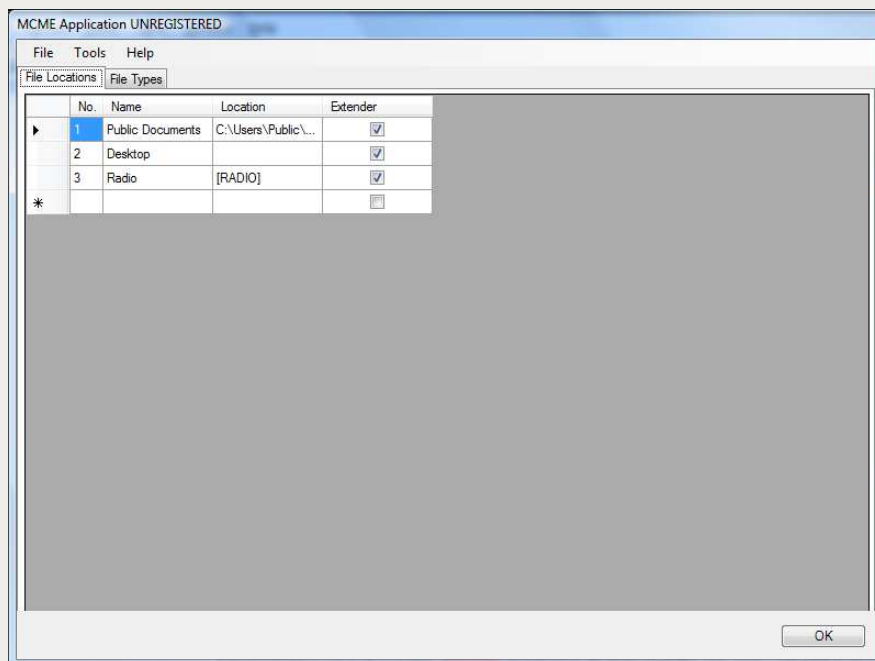 MCME Application UNREGISTERED
File Tools Help
File Locations File Types
No. Name Location Extender
1 Public Documents C:\Users\Public\...
2 Desktop
3 Radio [RADIO]
OK